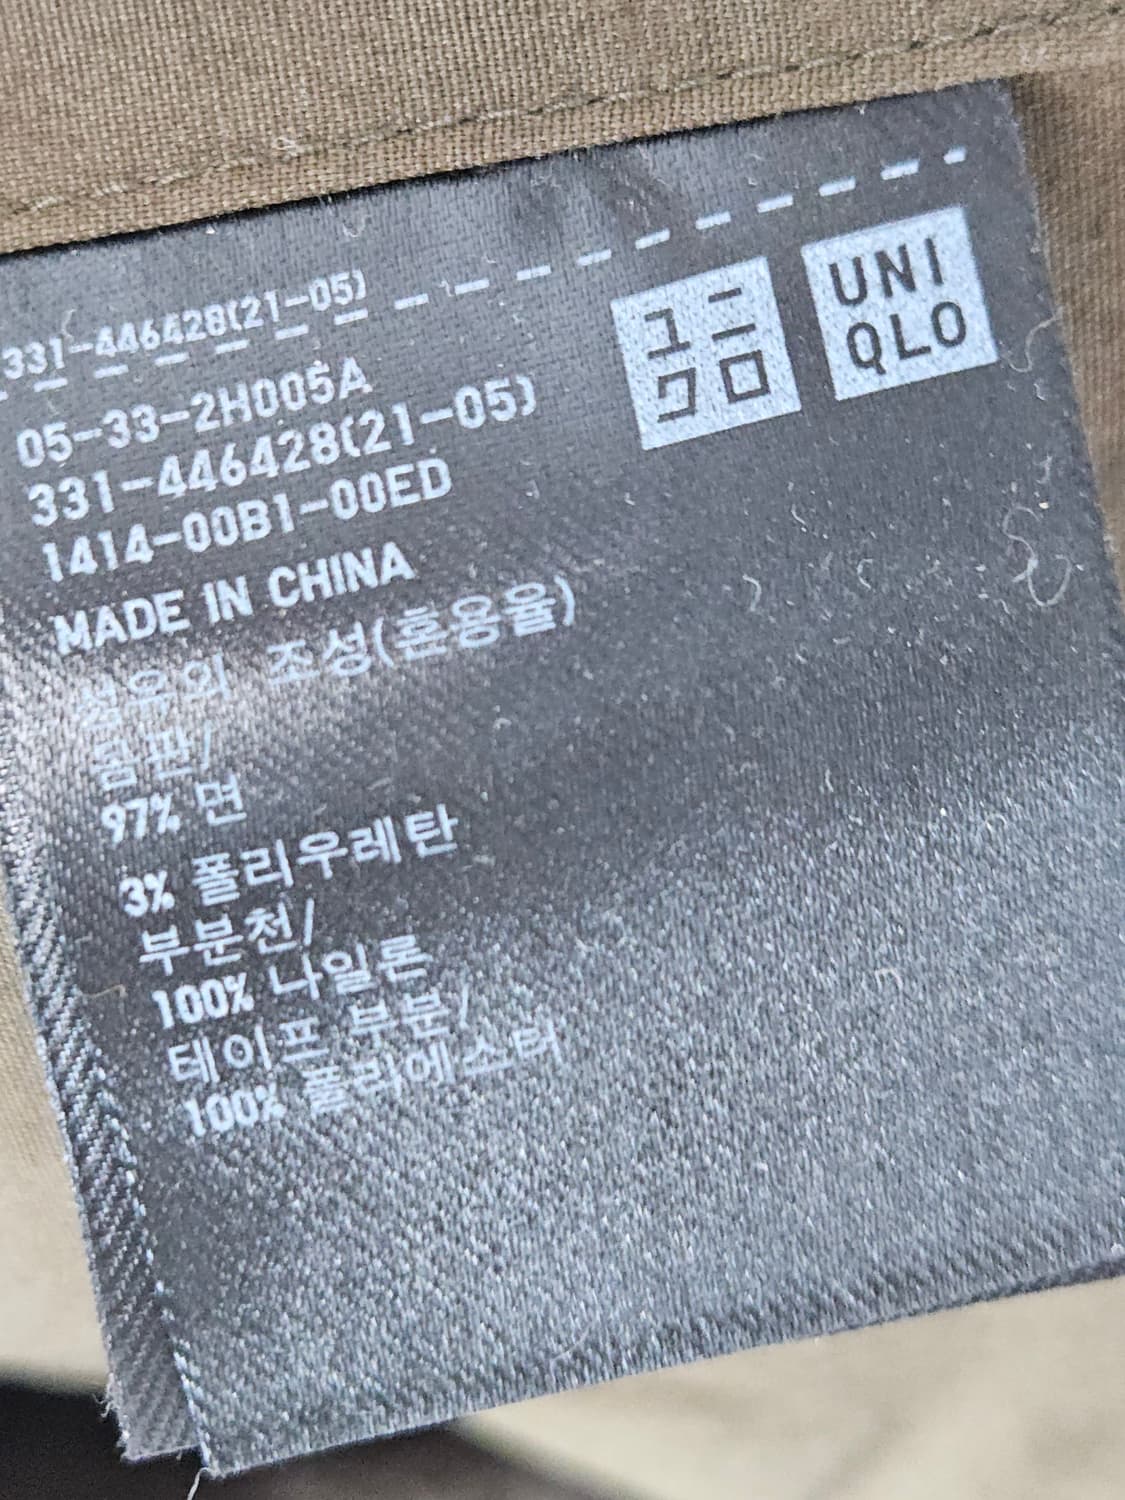 331-446428(21-05)
ユニ
クロ
UNI
QLO
05-33-2H005A
331-446428(21-05)
1414-00B1-00ED
MADE IN CHINA
섬유의 조성(혼용율)
몸판/
97% 면
3% 폴리우레탄
부분천/
100% 나일론
테이프 부분/
100% 폴리에스터